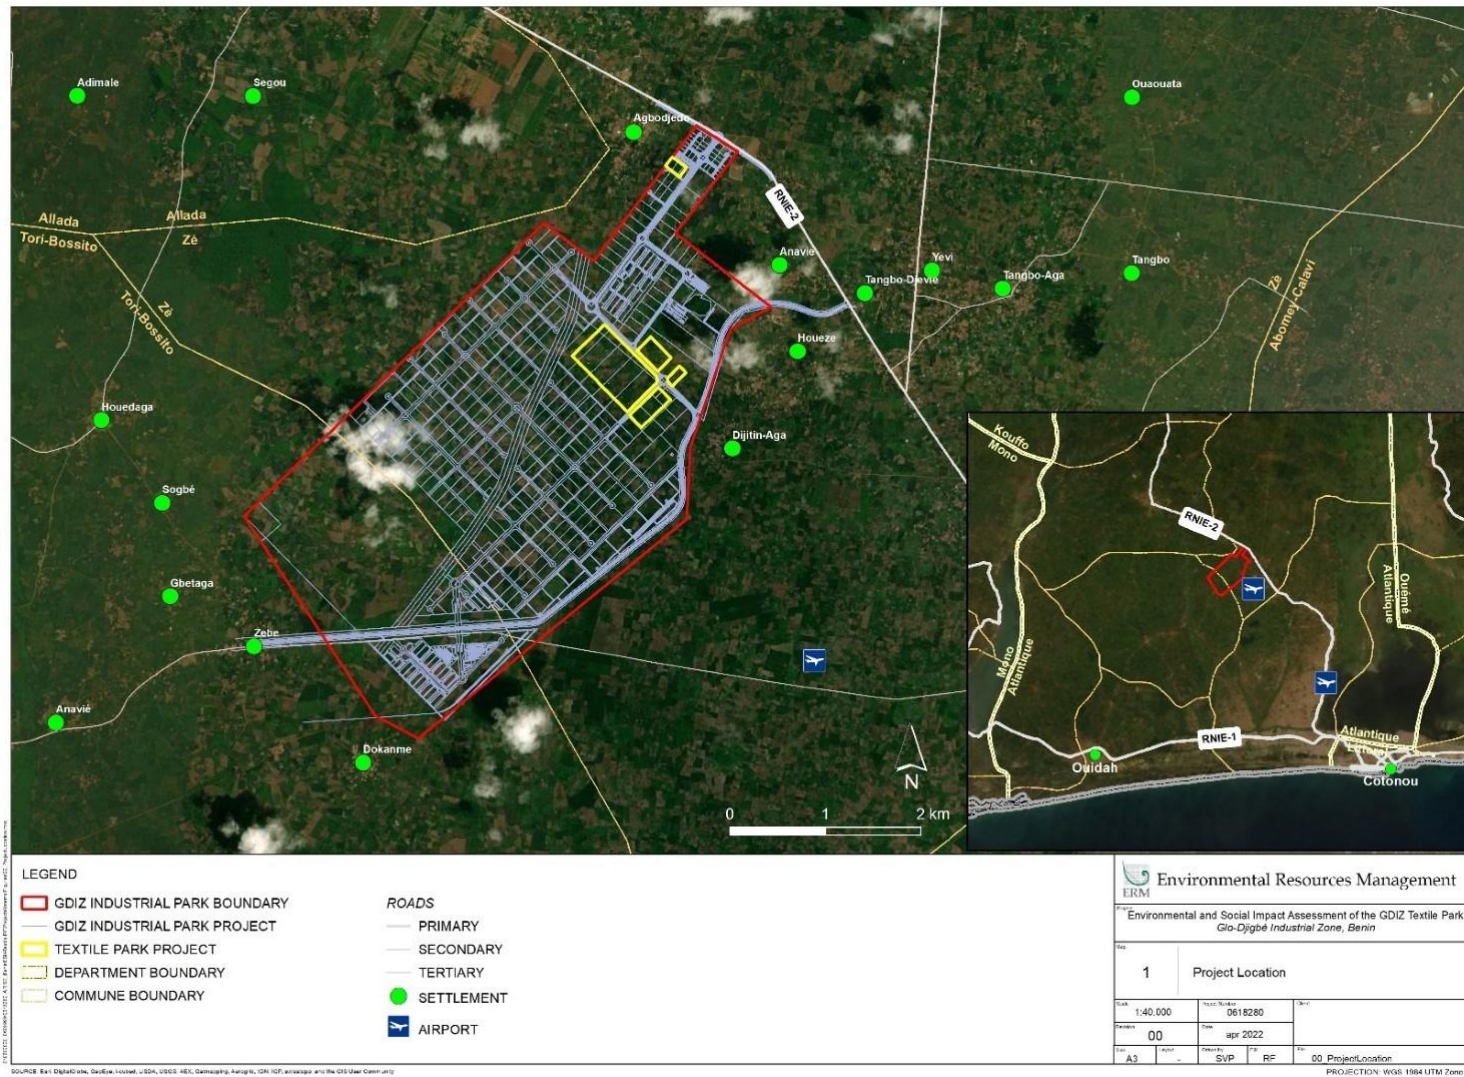 Adimale
Segou
Agbodjedo
Ouaouata
RNIE-2
Allada
Allada
Tori-Bossito
Zè
Anavie
Yevi
Tangbo
Tangbo-Djevie
Tangbo-Aga
Zè
Tori-Bossito
Zè
Abomey-Calavi
Houeze
Houedaga
Dijitin-Aga
Sogbé
Gbetaga
Zebe
Anavié
Dokanme
N
0 1 2 km
Kouffo
Mono
RNIE-2
Ouémé
Atlantique
Mono
Atlantique
RNIE-1
Atlantique
Littoral
Ouidah
Cotonou
LEGEND
GDIZ INDUSTRIAL PARK BOUNDARY
GDIZ INDUSTRIAL PARK PROJECT
TEXTILE PARK PROJECT
DEPARTMENT BOUNDARY
COMMUNE BOUNDARY
ROADS
PRIMARY
SECONDARY
TERTIARY
SETTLEMENT
AIRPORT
ERM
Environmental Resources Management
Environmental and Social Impact Assessment of the GDIZ Textile Park
Glo-Djigbé Industrial Zone, Benin
1 Project Location
Scale
1:40.000
Project Number
0618280
00
Date
apr 2022
A3 - SVP RF 00_ProjectLocation
PROJECTION: WGS 1984 UTM Zone